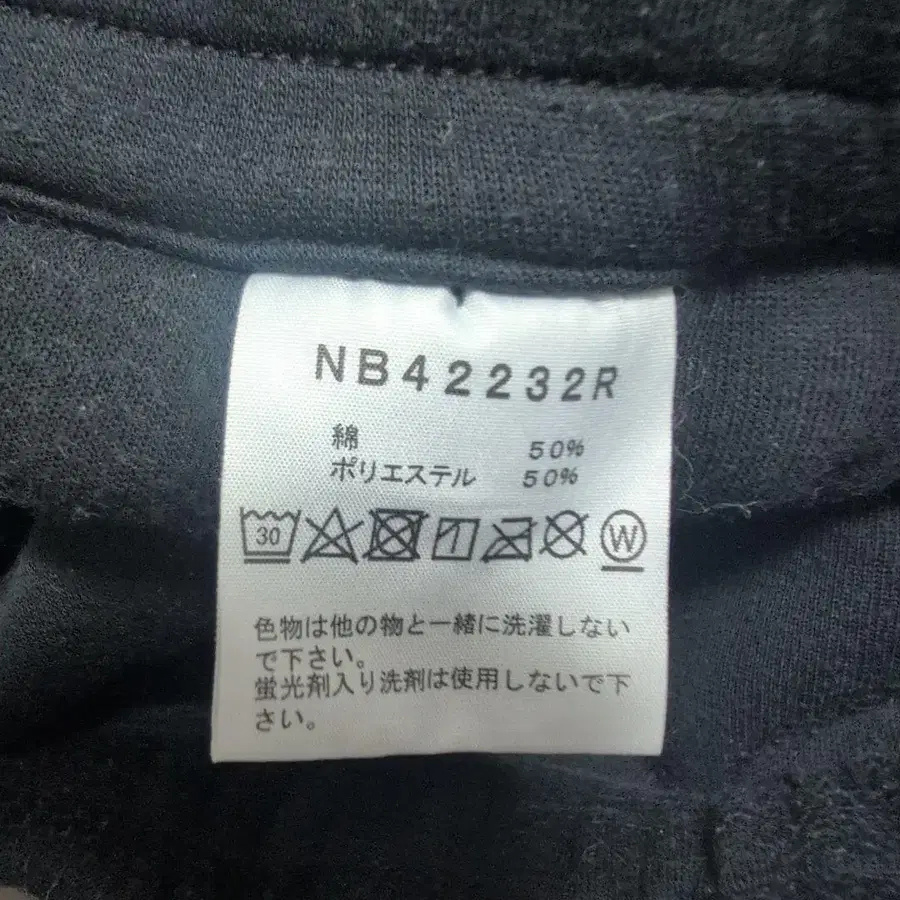 NB42232R
綿 50%
ポリエステル 50%
30 W
色物は他の物と一緒に洗濯しない
で下さい。
蛍光剤入り洗剤は使用しないで下
さい。